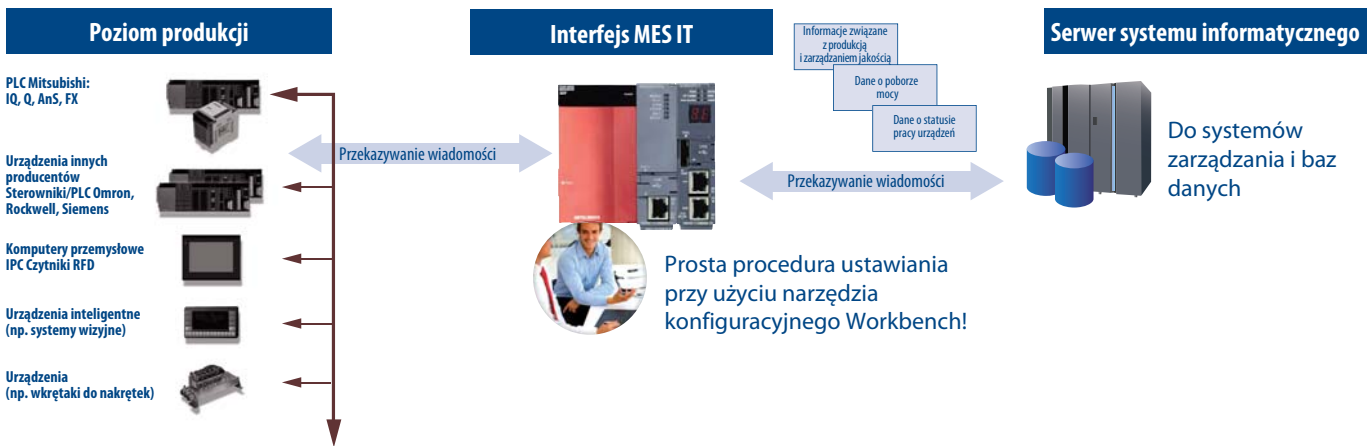 Poziom produkcji
PLC Mitsubishi:
IQ, Q, AnS, FX
Urządzenia innych
producentów
Sterowniki/PLC Omron,
Rockwell, Siemens
Komputery przemysłowe
IPC Czytniki RFD
Urządzenia inteligentne
(np. systemy wizyjne)
Urządzenia
(np. wkrętaki do nakrętek)
Przekazywanie wiadomości
Interfejs MES IT
Prosta procedura ustawiania
przy użyciu narzędzia
konfiguracyjnego Workbench!
Informacje związane
z produkcją
i zarządzaniem jakością
Dane o poborze
mocy
Dane o statusie
pracy urządzeń
Przekazywanie wiadomości
Serwer systemu informatycznego
Do systemów
zarządzania i baz
danych